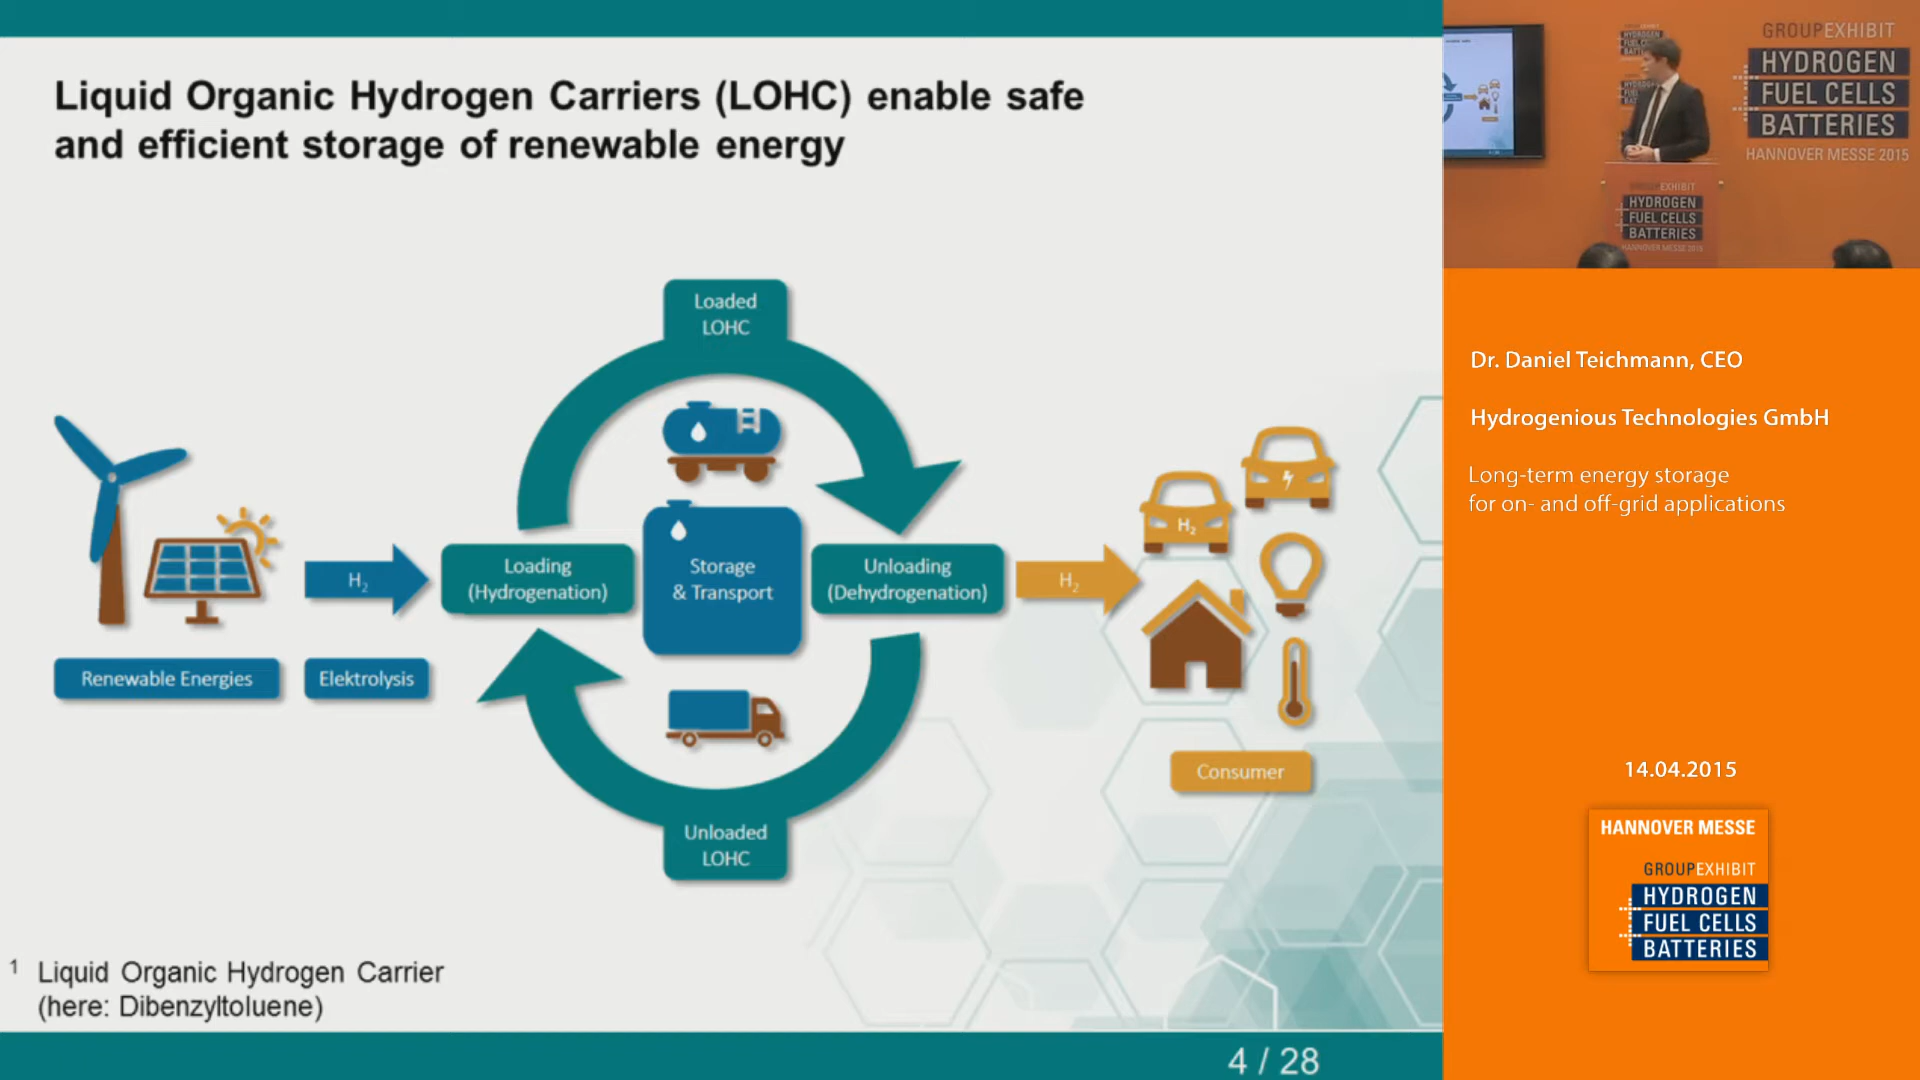 Liquid Organic Hydrogen Carriers (LOHC) enable safe
and efficient storage of renewable energy
Loaded
LOHC
H₂
Loading
(Hydrogenation)
Storage
& Transport
Unloading
(Dehydrogenation)
H₂
H₂
Renewable Energies
Elektrolysis
Consumer
Unloaded
LOHC
¹ Liquid Organic Hydrogen Carrier
(here: Dibenzyltoluene)
4 / 28
GROUPEXHIBIT
HYDROGEN
FUEL CELLS
BATTERIES
HANNOVER MESSE 2015
EXHIBIT
HYDROGEN
FUEL CELLS
BATTERIES
HANNOVER MESSE 2015
Dr. Daniel Teichmann, CEO
Hydrogenious Technologies GmbH
Long-term energy storage
for on- and off-grid applications
14.04.2015
HANNOVER MESSE
GROUPEXHIBIT
HYDROGEN
FUEL CELLS
BATTERIES